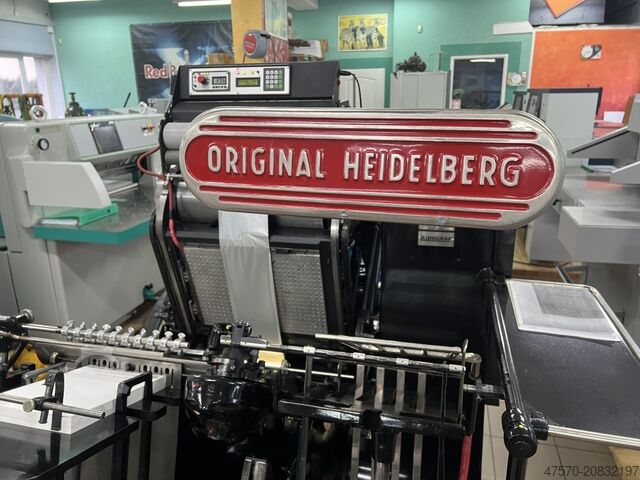 Red Bull
ORIGINAL HEIDELBERG
47570-20832197